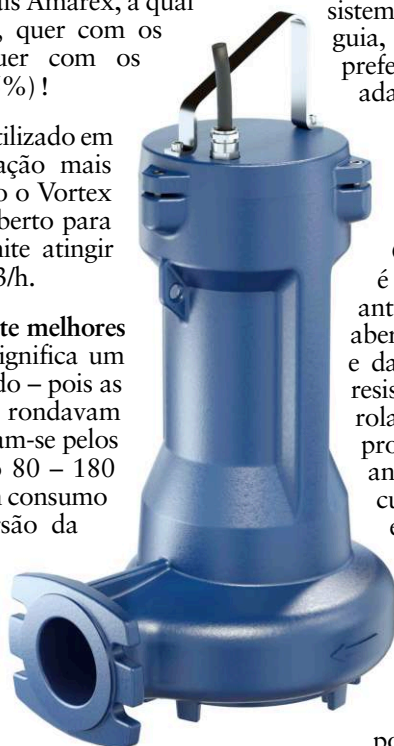 is Amarex, a qual
, quer com os
uer com os
%) !
tilizado em
ação mais
o o Vortex
berto para
nite atingir
3/h.
te melhores
ignifica um
do – pois as
rondavam
am-se pelos
80 – 180
consumo
rsão da
sistem
guia,
prefe
ada
é
ant
aber
e da
resis
rola
pro
an
cu
e
po